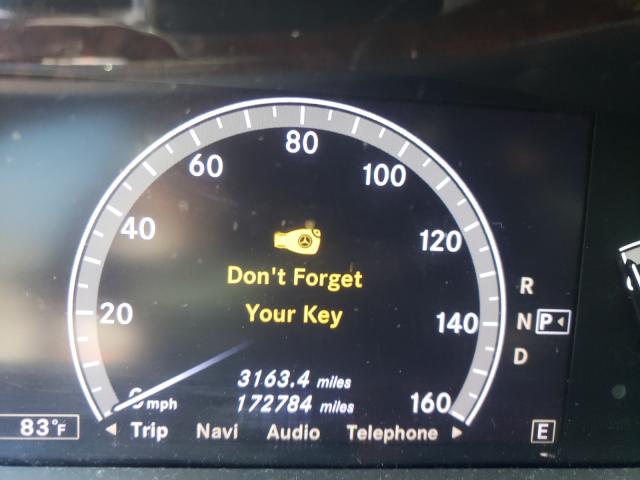 80
60
100
40
120
Don't Forget
Your Key
R
20
140
N P
D
3163.4 miles
172784 miles
0 mph
160
83°F
Trip Navi Audio Telephone
E